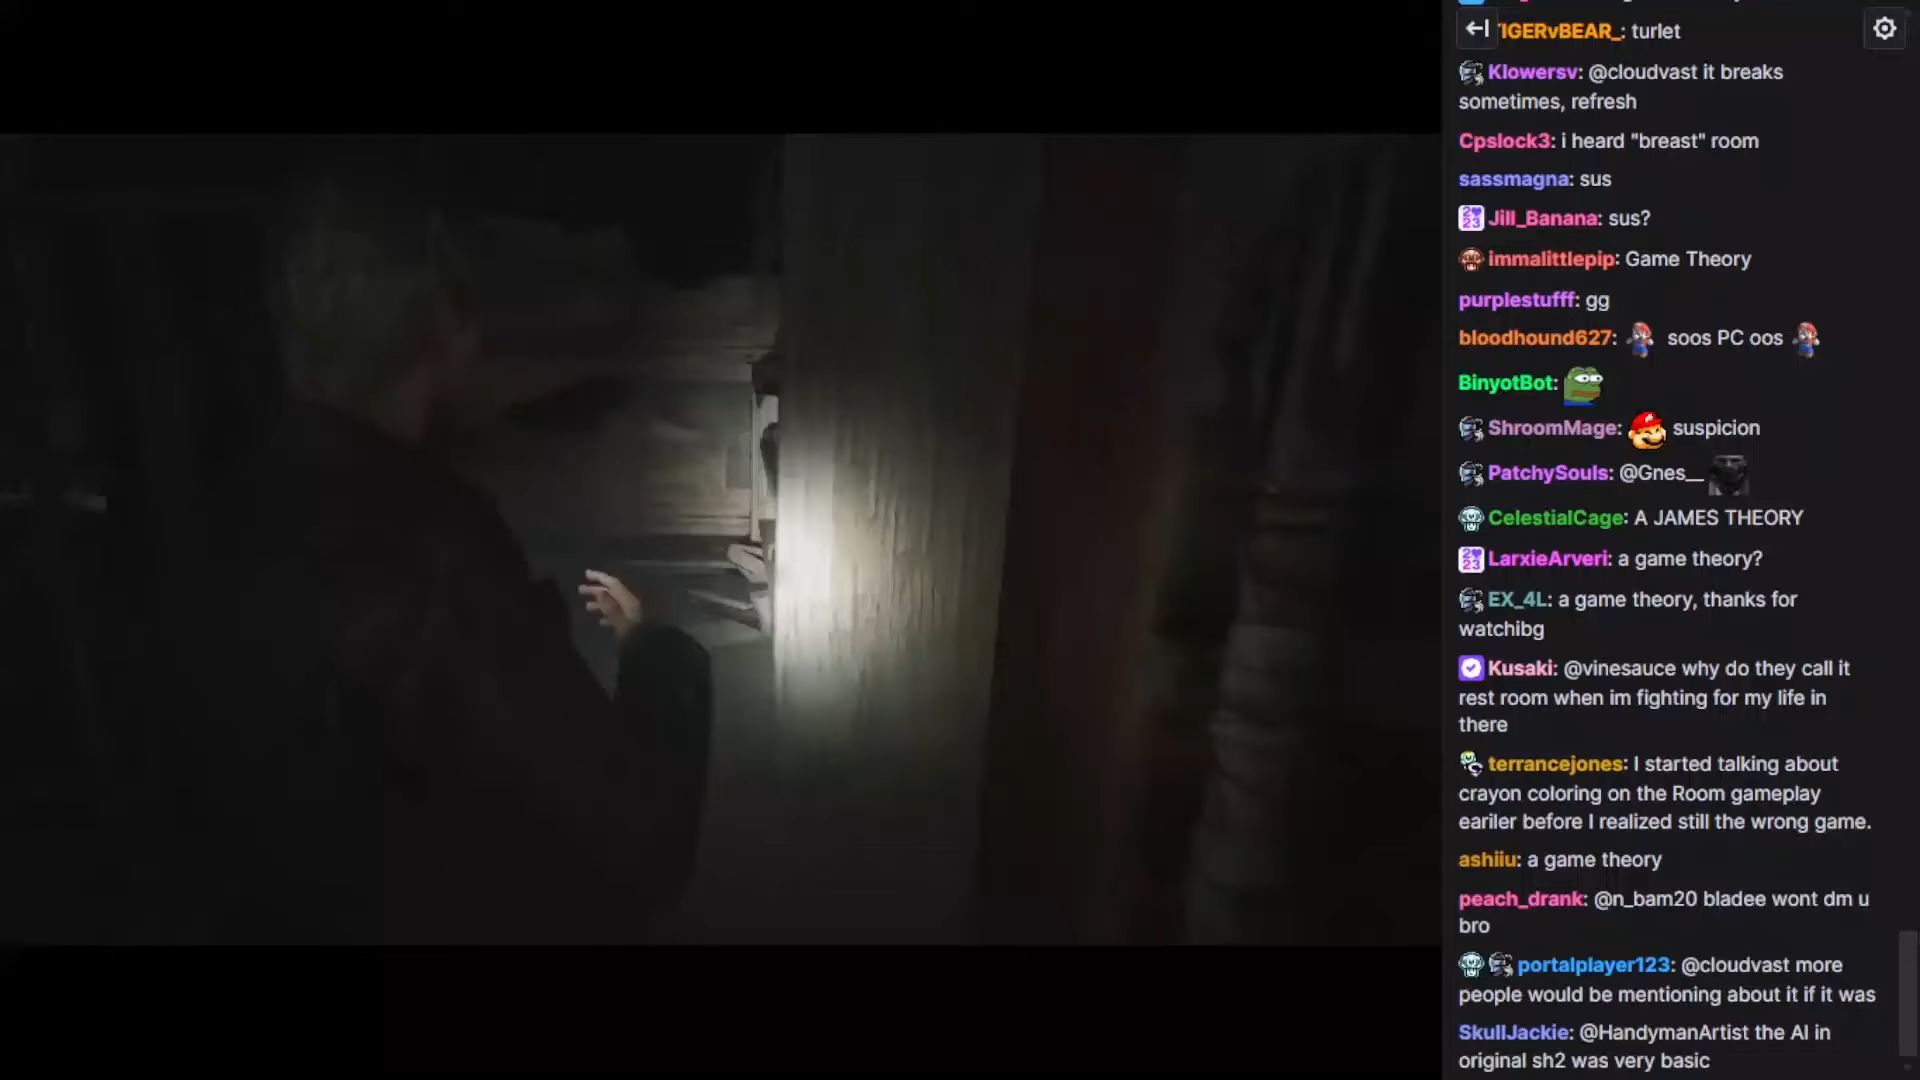 TIGERvBEAR_: turlet
Klowersv: @cloudvast it breaks
sometimes, refresh
Cpslock3: i heard "breast" room
sassmagna: sus
Jill_Banana: sus?
immalittlepip: Game Theory
purplestufff: gg
bloodhound627: soos PC oos
BinyotBot:
ShroomMage: suspicion
PatchySouls: @Gnes__
CelestialCage: A JAMES THEORY
LarxieArveri: a game theory?
EX_4L: a game theory, thanks for
watchibg
Kusaki: @vinesauce why do they call it
rest room when im fighting for my life in
there
terrancejones: I started talking about
crayon coloring on the Room gameplay
eariler before I realized still the wrong game.
ashiiu: a game theory
peach_drank: @n_bam20 bladee wont dm u
bro
portalplayer123: @cloudvast more
people would be mentioning about it if it was
SkullJackie: @HandymanArtist the AI in
original sh2 was very basic